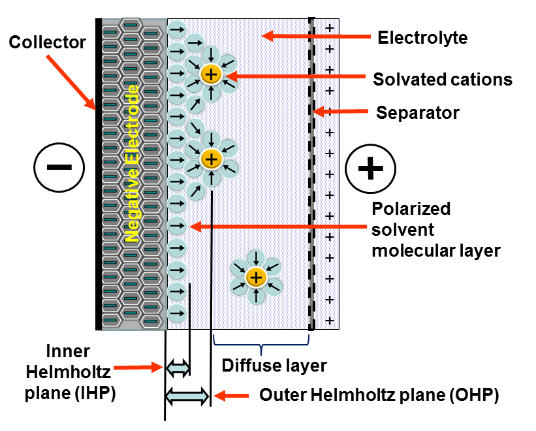 Collector
Electrolyte
Solvated cations
Separator
Negative Electrode
−
+
Polarized
solvent
molecular layer
Inner
Helmholtz
plane (IHP)
Diffuse layer
Outer Helmholtz plane (OHP)